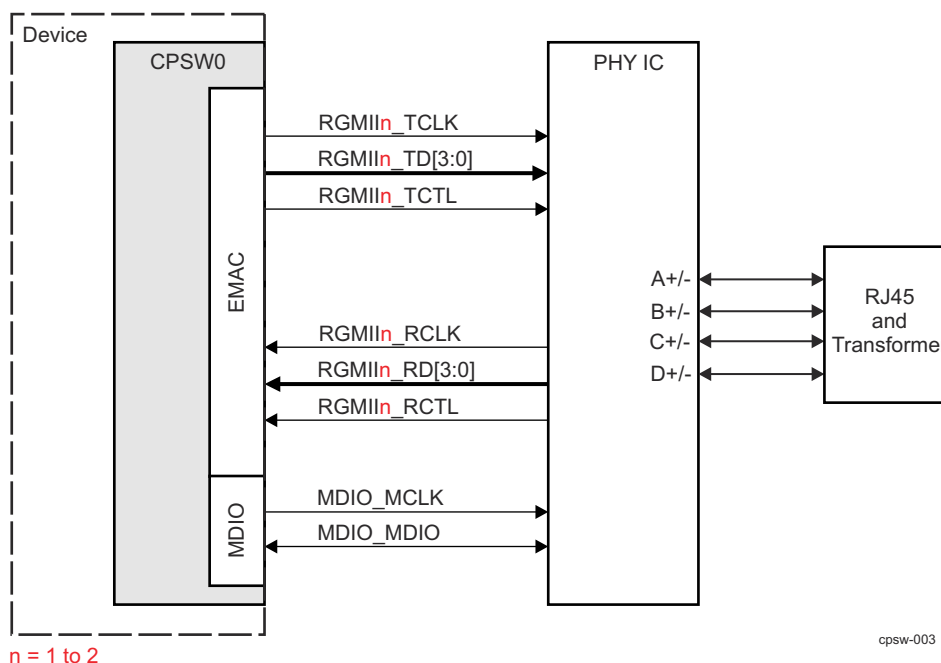 Device
CPSW0
PHY IC
RGMIIn_TCLK
RGMIIn_TD[3:0]
RGMIIn_TCTL
EMAC
A+/-
B+/-
C+/-
D+/-
RJ45
and
Transforme
RGMIIn_RCLK
RGMIIn_RD[3:0]
RGMIIn_RCTL
MDIO
MDIO_MCLK
MDIO_MDIO
n = 1 to 2
cpsw-003